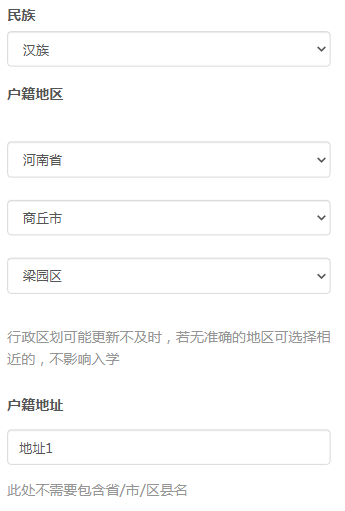 民族
汉族
户籍地区
河南省
商丘市
梁园区
行政区划可能更新不及时，若无准确的地区可选择相
近的，不影响入学
户籍地址
地址1
此处不需要包含省/市/区县名